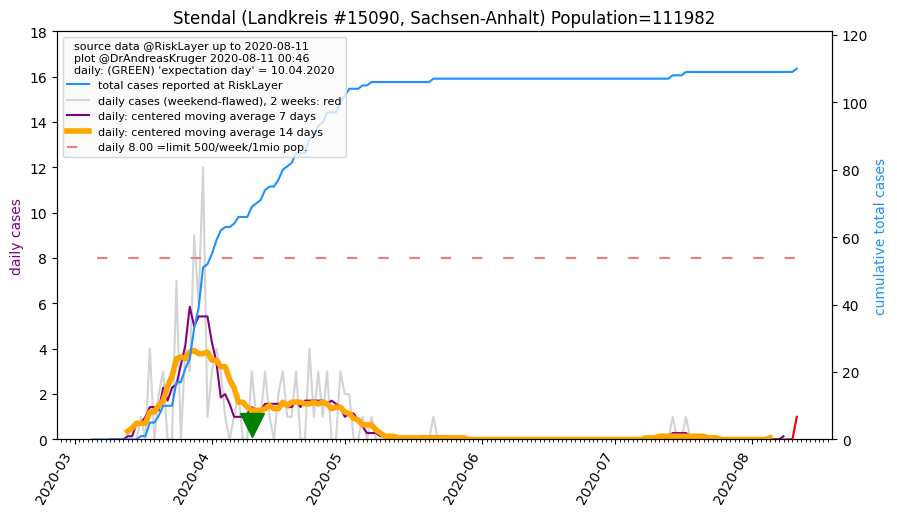 Stendal (Landkreis #15090, Sachsen-Anhalt) Population=111982
source data @RiskLayer up to 2020-08-11
plot @DrAndreasKruger 2020-08-11 00:46
daily: (GREEN) 'expectation day' = 10.04.2020
total cases reported at RiskLayer
daily cases (weekend-flawed), 2 weeks: red
daily: centered moving average 7 days
daily: centered moving average 14 days
daily 8.00 =limit 500/week/1mio pop.
daily cases
18
16
14
12
10
8
6
4
2
0
cumulative total cases
120
100
80
60
40
20
0
2020-03
2020-04
2020-05
2020-06
2020-07
2020-08